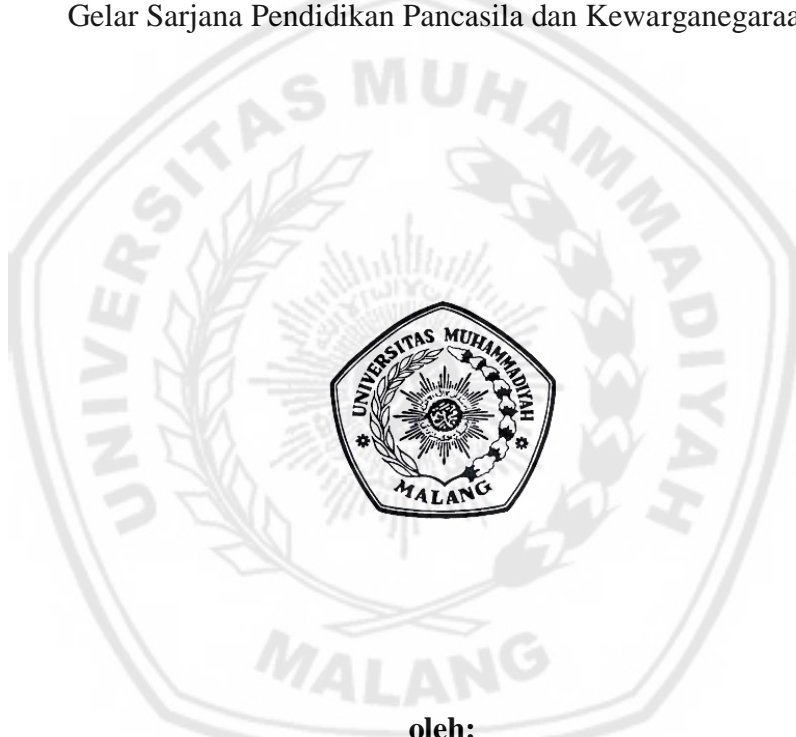 Gelar Sarjana Pendidikan Pancasila dan Kewarganegaraa
UNIVERSITAS MUHAMMADIYAH
MALANG
UNIVERSITAS MUHAMMADIYAH
MALANG
oleh: